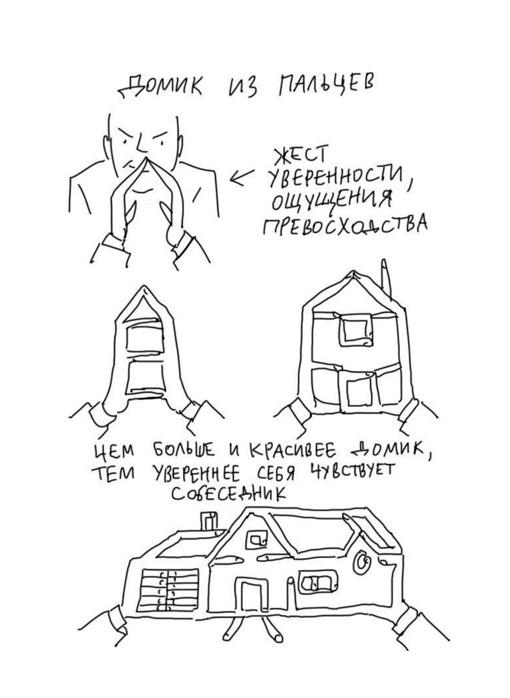 ДОМИК ИЗ ПАЛЬЦЕВ
ЖЕСТ
УВЕРЕННОСТИ,
ОЩУЩЕНИЯ
ПРЕВОСХОДСТВА
ЧЕМ БОЛЬШЕ И КРАСИВЕЕ ДОМИК,
ТЕМ УВЕРЕННЕЕ СЕБЯ ЧУВСТВУЕТ
СОБЕСЕДНИК